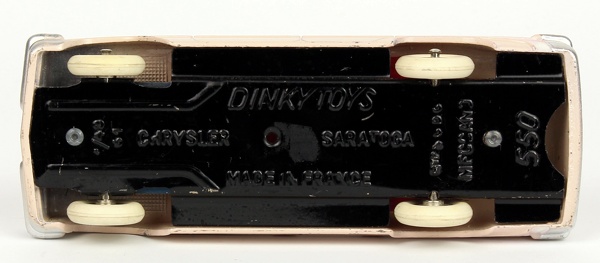 DINKY TOYS
CHRYSLER SARATOGA
MADE IN FRANCE
MECCANO
550